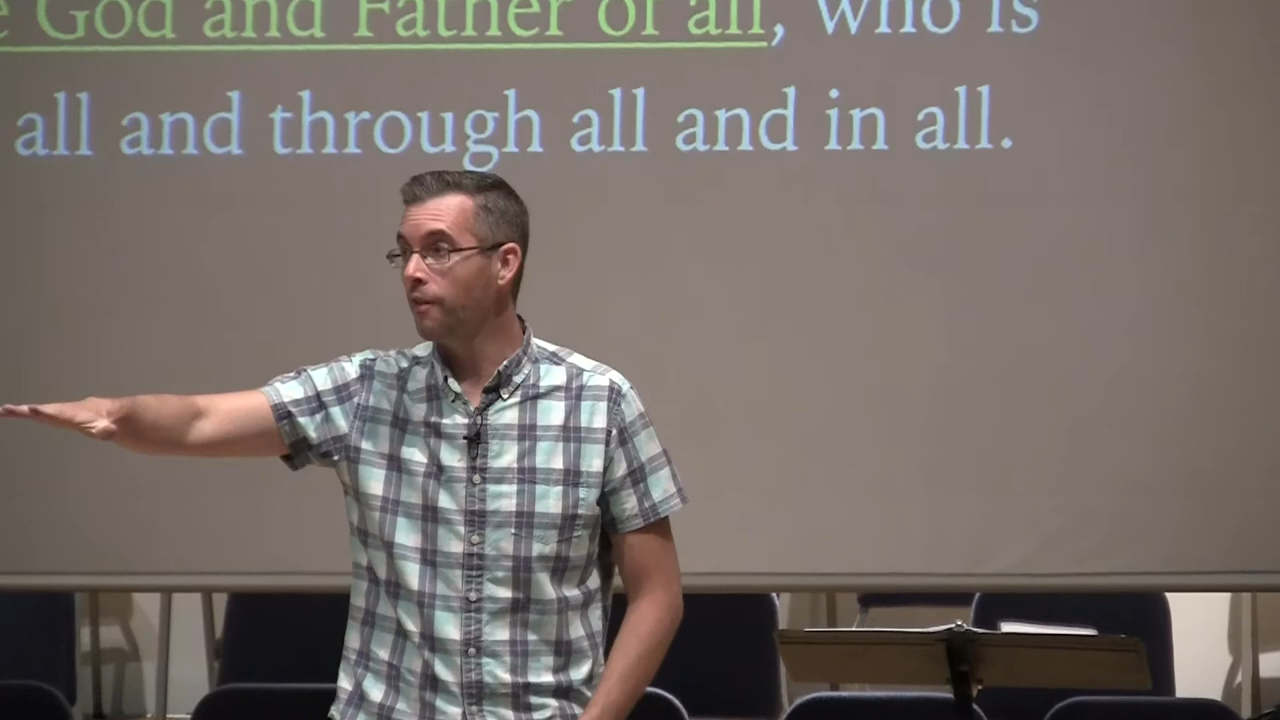 God and Father of all, who is
all and through all and in all.